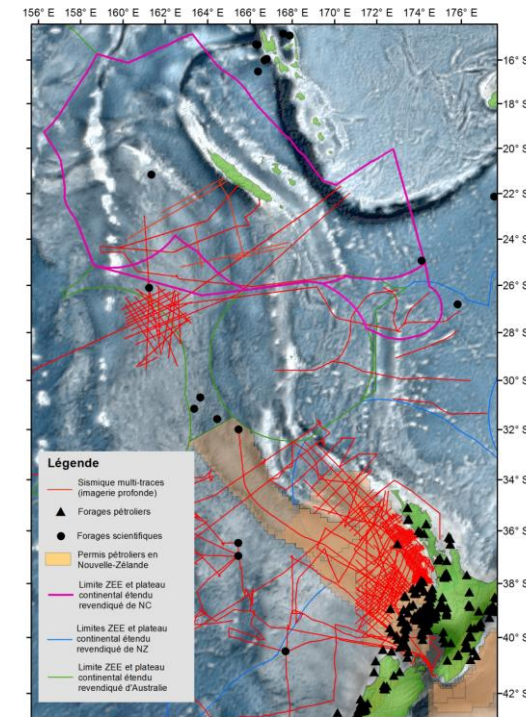 156° E 158° E 160° E 162° E 164° E 166° E 168° E 170° E 172° E 174° E 176° E
16° S
18° S
20° S
22° S
24° S
26° S
28° S
30° S
32° S
34° S
36° S
38° S
40° S
42° S
Légende
Sismique multi-traces
(imagerie profonde)
Forages pétroliers
Forages scientifiques
Permis pétroliers en
Nouvelle-Zélande
Limite ZEE et plateau
continental étendu
revendiqué de NC
Limites ZEE et plateau
continental étendu
revendiqué de NZ
Limite ZEE et plateau
continental étendu
revendiqué d'Australie